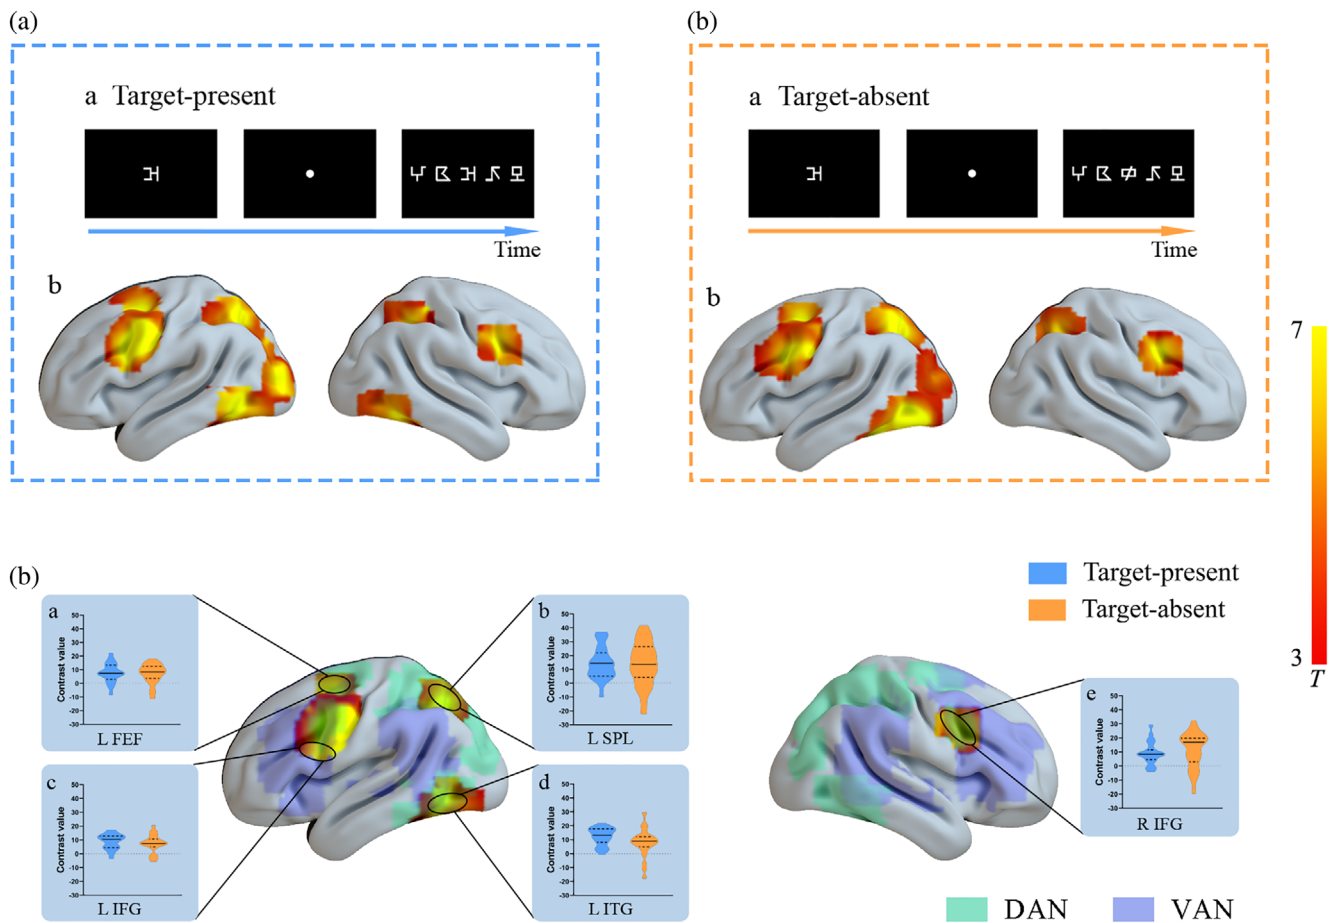 (a)
a Target-present
Time
b
(b)
a Target-absent
Time
b
7
3
T
(b)
Target-present
Target-absent
a
Contrast value
50
40
30
20
10
0
-10
-20
-30
L FEF
b
Contrast value
50
40
30
20
10
0
-10
-20
-30
L SPL
c
Contrast value
50
40
30
20
10
0
-10
-20
-30
L IFG
d
Contrast value
50
40
30
20
10
0
-10
-20
-30
L ITG
e
Contrast value
50
40
30
20
10
0
-10
-20
-30
R IFG
DAN
VAN